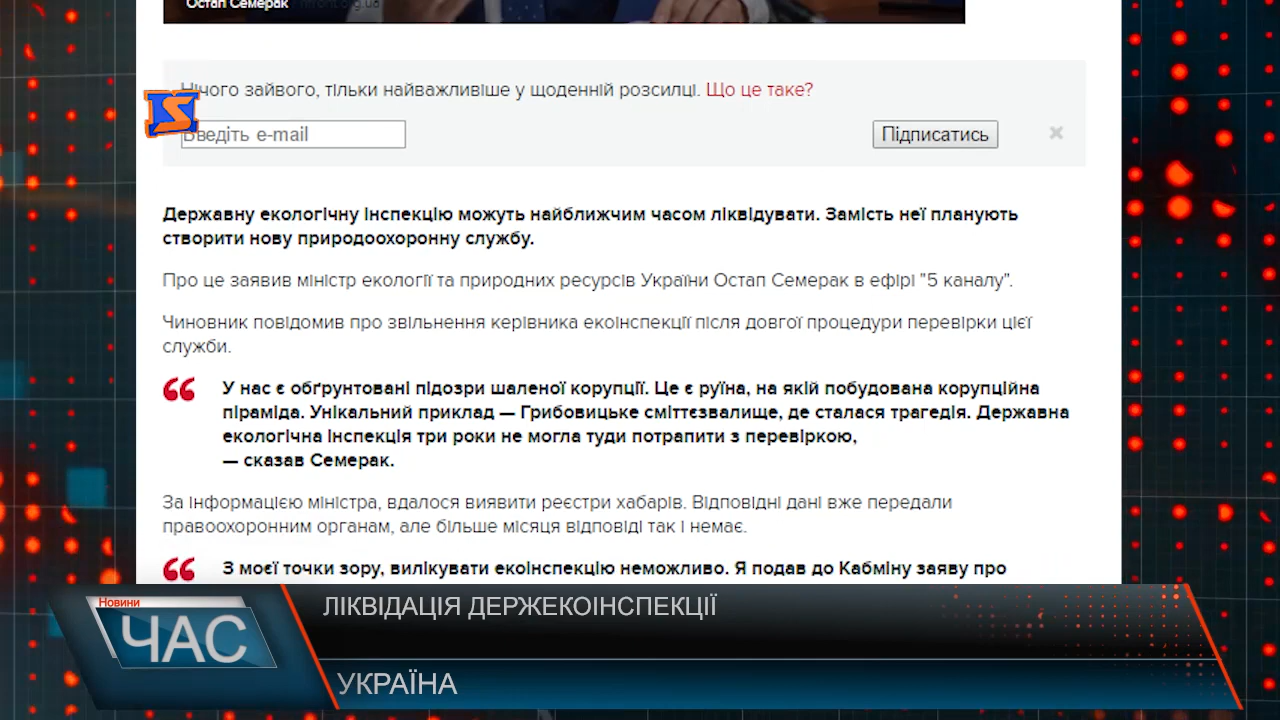 Остап Семерак / nfront.org.ua
Нічого зайвого, тільки найважливіше у щоденній розсилці. Що це таке?
Введіть e-mail
Підписатись
Державну екологічну інспекцію можуть найближчим часом ліквідувати. Замість неї планують
створити нову природоохоронну службу.
Про це заявив міністр екології та природних ресурсів України Остап Семерак в ефірі "5 каналу".
Чиновник повідомив про звільнення керівника екоінспекції після довгої процедури перевірки цієї
служби.
У нас є обґрунтовані підозри шаленої корупції. Це є руїна, на якій побудована корупційна
піраміда. Унікальний приклад — Грибовицьке сміттєзвалище, де сталася трагедія. Державна
екологічна інспекція три роки не могла туди потрапити з перевіркою,
— сказав Семерак.
За інформацією міністра, вдалося виявити реєстри хабарів. Відповідні дані вже передали
правоохоронним органам, але більше місяця відповіді так і немає.
З моєї точки зору, вилікувати екоінспекцію неможливо. Я подав до Кабміну заяву про
Новини
ЧАС
ЛІКВІДАЦІЯ ДЕРЖЕКОІНСПЕКЦІЇ
УКРАЇНА